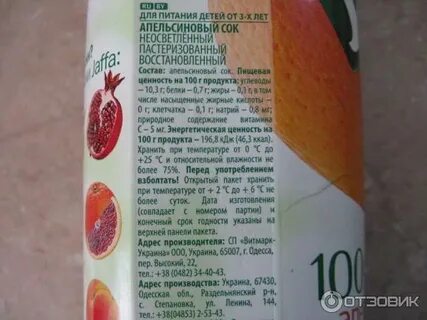 RU BY
ДЛЯ ПИТАНИЯ ДЕТЕЙ ОТ 3-Х ЛЕТ
АПЕЛЬСИНОВЫЙ СОК
НЕОСВЕТЛЕННЫЙ
ПАСТЕРИЗОВАННЫЙ
ВОССТАНОВЛЕННЫЙ
Jaffa:
Состав: апельсиновый сок. Пищевая
ценность на 100 г продукта: углеводы
– 10,3 г; белки – 0,7 г; жиры – 0,1 г, в том
числе насыщенные жирные кислоты –
0 г; клетчатка – 0,1 г; натрий – 0,8 мг;
природное содержание витамина
С – 5 мг. Энергетическая ценность на
100 г продукта – 196,8 кДж (46,3 ккал).
Хранить при температуре от 0 °С до
+25 °С и относительной влажности не
более 75%. Перед употреблением
взболтать! Открытый пакет хранить
при температуре от + 2 °С до + 6 °С не
более суток. Дата изготовления
(совпадает с номером партии) и
конечный срок годности указаны на
верхней панели пакета.
Адрес производителя: СП «Витмарк-
Украина» ООО, Украина, 65007, г. Одесса,
пер. Высокий, 22,
тел.: +38 (0482) 34-40-43.
Адрес производства: Украина, 67430,
Одесская обл., Раздельнянский р-н,
с. Степановка, ул. Ленина, 144,
тел.: +38(04853) 2-53-43.
100
ап
ОТЗОВИК